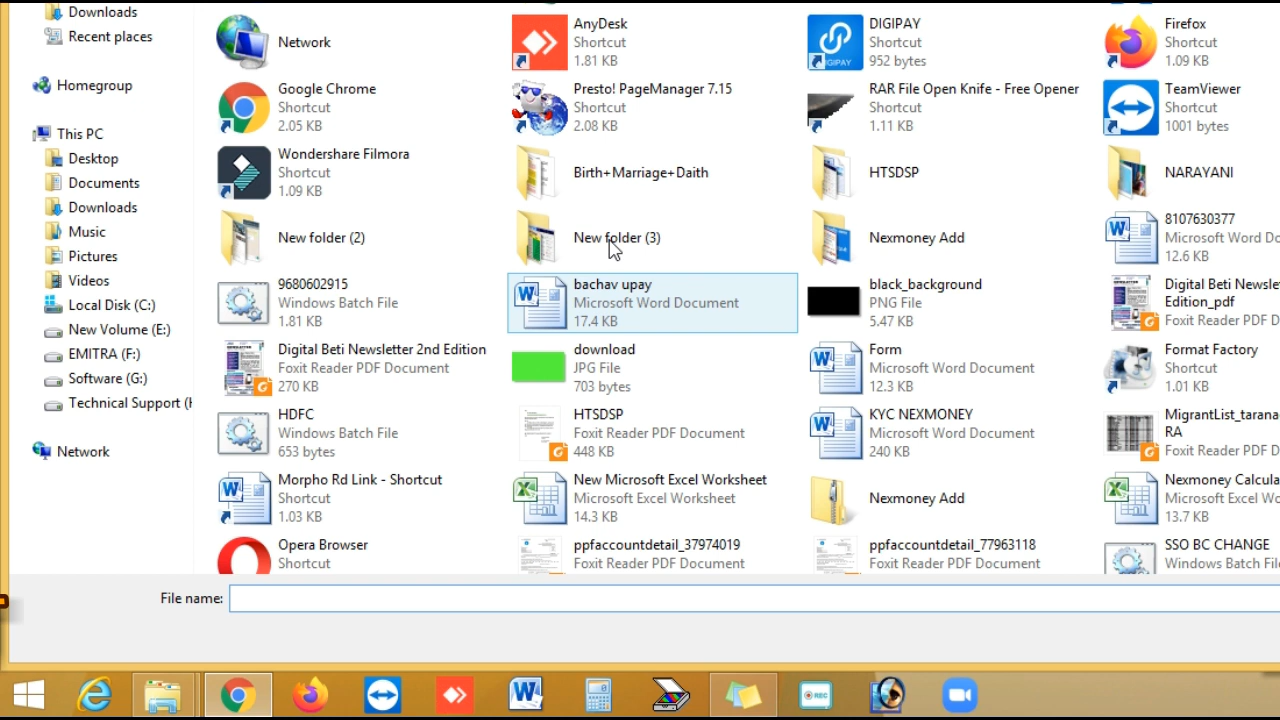 Downloads
Recent places
Homegroup
This PC
Desktop
Documents
Downloads
Music
Pictures
Videos
Local Disk (C:)
New Volume (E:)
EMITRA (F:)
Software (G:)
Technical Support (H
Network
Network
AnyDesk
Shortcut
1.81 KB
DIGIPAY
Shortcut
952 bytes
Firefox
Shortcut
1.09 KB
Google Chrome
Shortcut
2.05 KB
Presto! PageManager 7.15
Shortcut
2.08 KB
RAR File Open Knife - Free Opener
Shortcut
1.11 KB
TeamViewer
Shortcut
1001 bytes
Wondershare Filmora
Shortcut
1.09 KB
Birth+Marriage+Daith
HTSDSP
NARAYANI
New folder (2)
New folder (3)
Nexmoney Add
8107630377
Microsoft Word Do
12.6 KB
9680602915
Windows Batch File
1.81 KB
bachav upay
Microsoft Word Document
17.4 KB
black_background
PNG File
5.47 KB
Digital Beti Newsle
Edition_pdf
Foxit Reader PDF D
Digital Beti Newsletter 2nd Edition
Foxit Reader PDF Document
270 KB
download
JPG File
703 bytes
Form
Microsoft Word Document
12.3 KB
Format Factory
Shortcut
1.01 KB
HDFC
Windows Batch File
653 bytes
HTSDSP
Foxit Reader PDF Document
448 KB
KYC NEXMONEY
Microsoft Word Document
240 KB
MigrantList_tarana
RA
Foxit Reader PDF D
Morpho Rd Link - Shortcut
Shortcut
1.03 KB
New Microsoft Excel Worksheet
Microsoft Excel Worksheet
14.3 KB
Nexmoney Add
Nexmoney Calcula
Microsoft Excel Wo
13.7 KB
Opera Browser
Shortcut
ppfaccountdetail_37974019
Foxit Reader PDF Document
ppfaccountdetail_77963118
Foxit Reader PDF Document
SSO BC CHANGE
Windows Batch File
File name:
REC